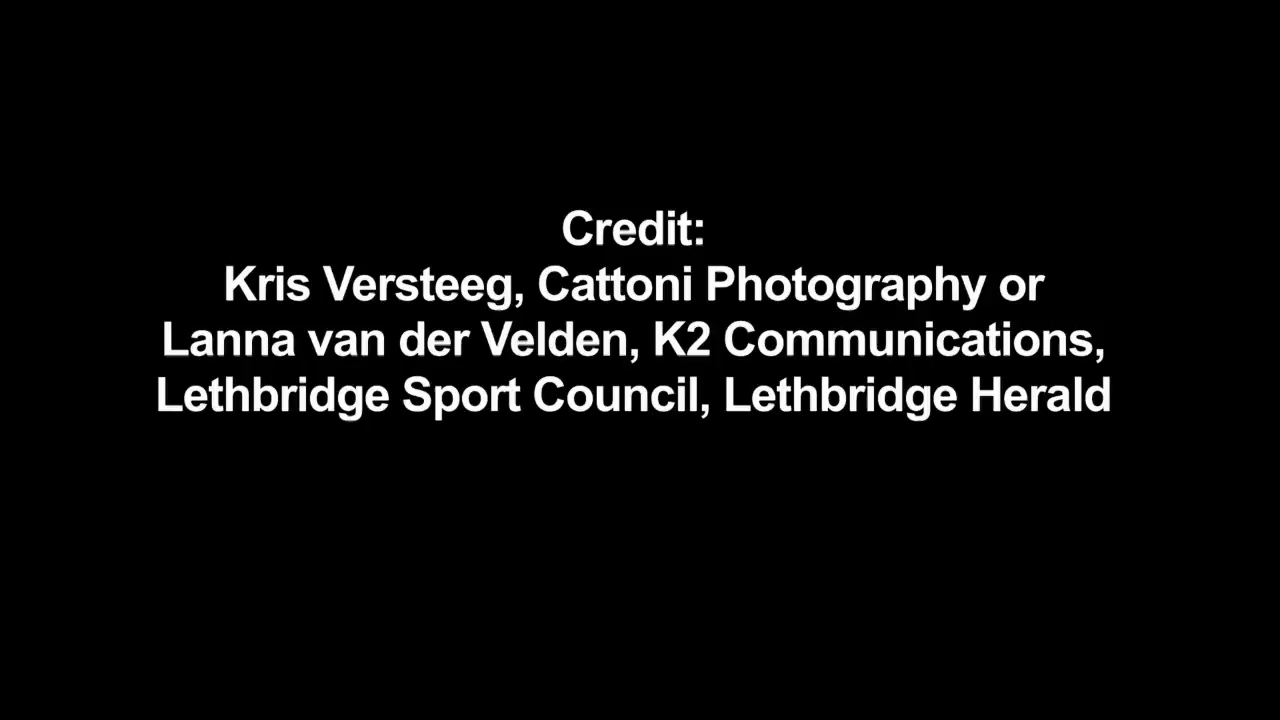 Credit:
Kris Versteeg, Cattoni Photography or
Lanna van der Velden, K2 Communications,
Lethbridge Sport Council, Lethbridge Herald